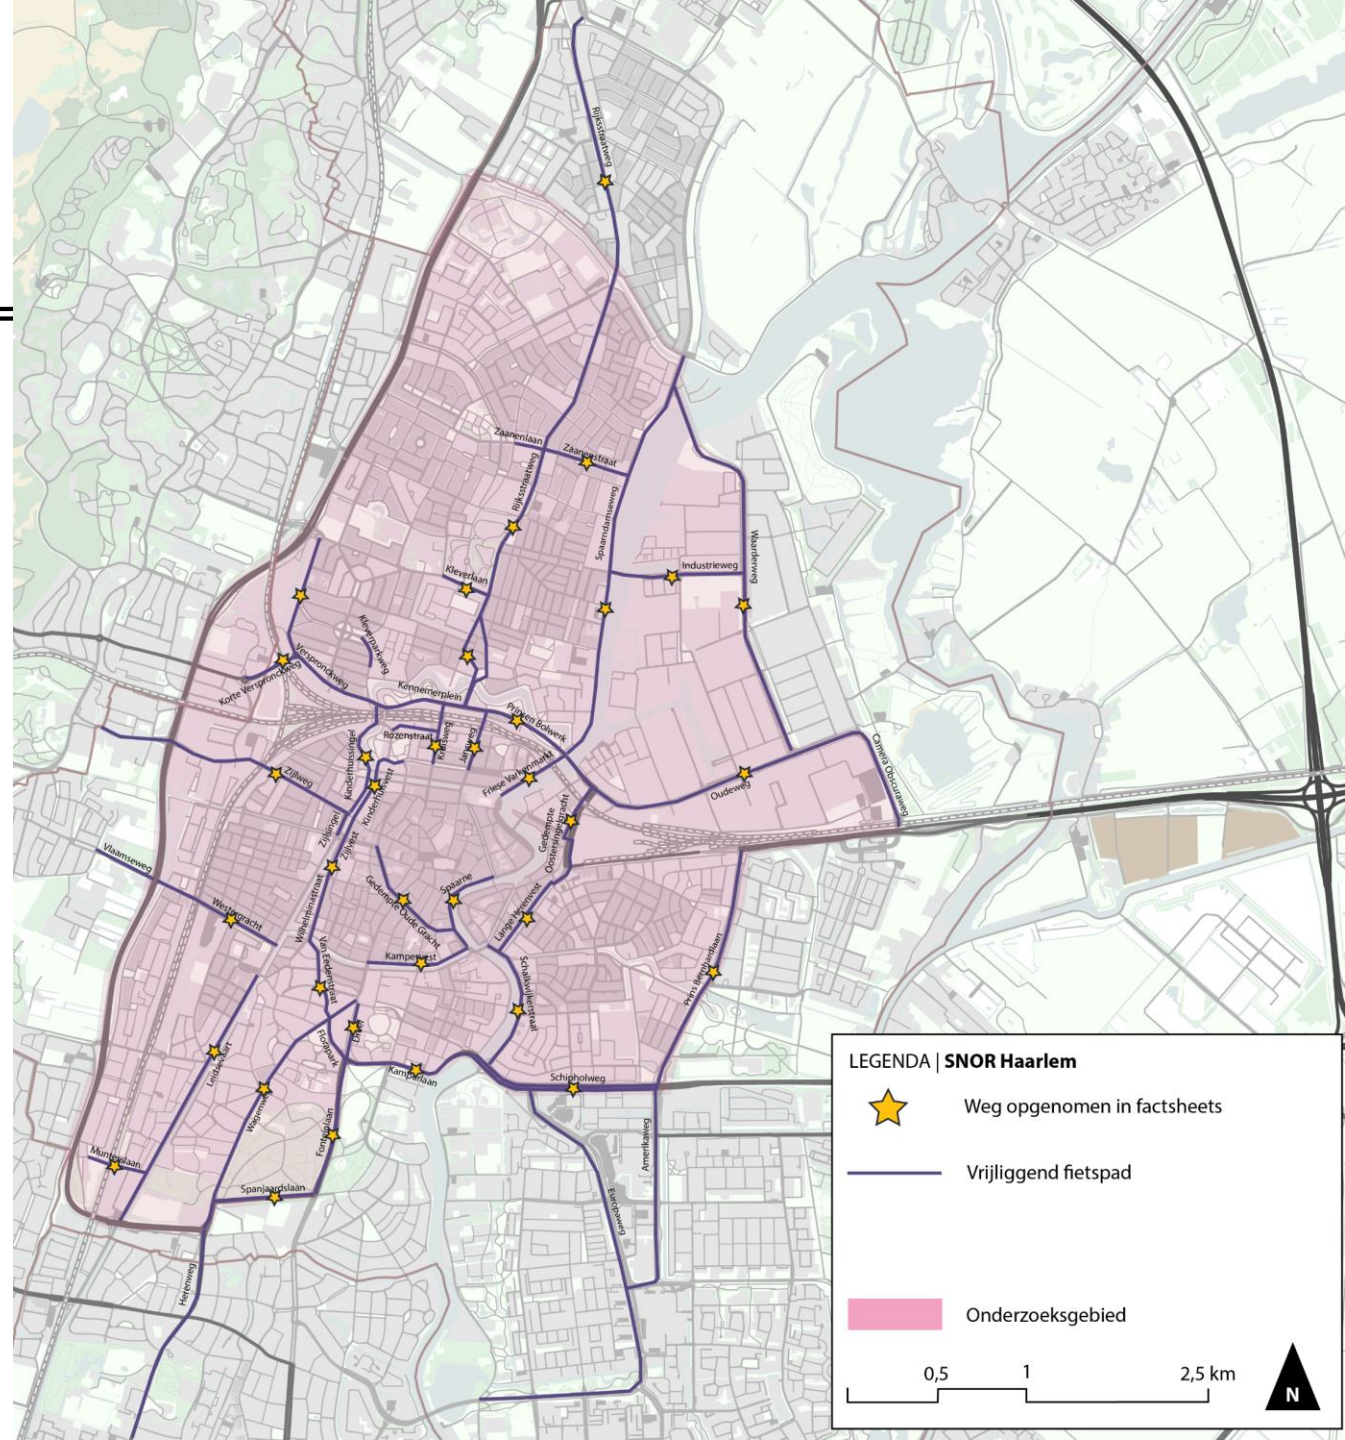 Rijksstraatweg
Zaanenlaan
Zaanenstraat
Rijksstraatweg
Spaarndamseweg
Waarderweg
Industrieweg
Kleverlaan
Kleverparkweg
Verspronckweg
Korte Verspronckweg
Kennemerplein
Prinsen Bolwerk
Rozenstraat
Kruisweg
Jansweg
Kinderhuissingel
Friese Varkenmarkt
Camera Obscuraweg
Zijlweg
Kinderhuisvest
Oudeweg
Zijlsingel
Zijlvest
Gedempte
Oostersingelgracht
Vlaamseweg
Westergracht
Gedempte Oude Gracht
Spaarne
Lange Herenvest
Wilhelminastraat
Van Eedenstraat
Kampervest
Schalkwijkerstraat
Prins Bernhardlaan
Florapark
Dreef
Leidsevaart
Kamperlaan
Schipholweg
Wagenweg
Fonteinlaan
Amerikaweg
Munterslaan
Spanjaardslaan
Europaweg
Herenweg
LEGENDA | SNOR Haarlem
Weg opgenomen in factsheets
Vrijliggend fietspad
Onderzoeksgebied
0,5 1 2,5 km
N